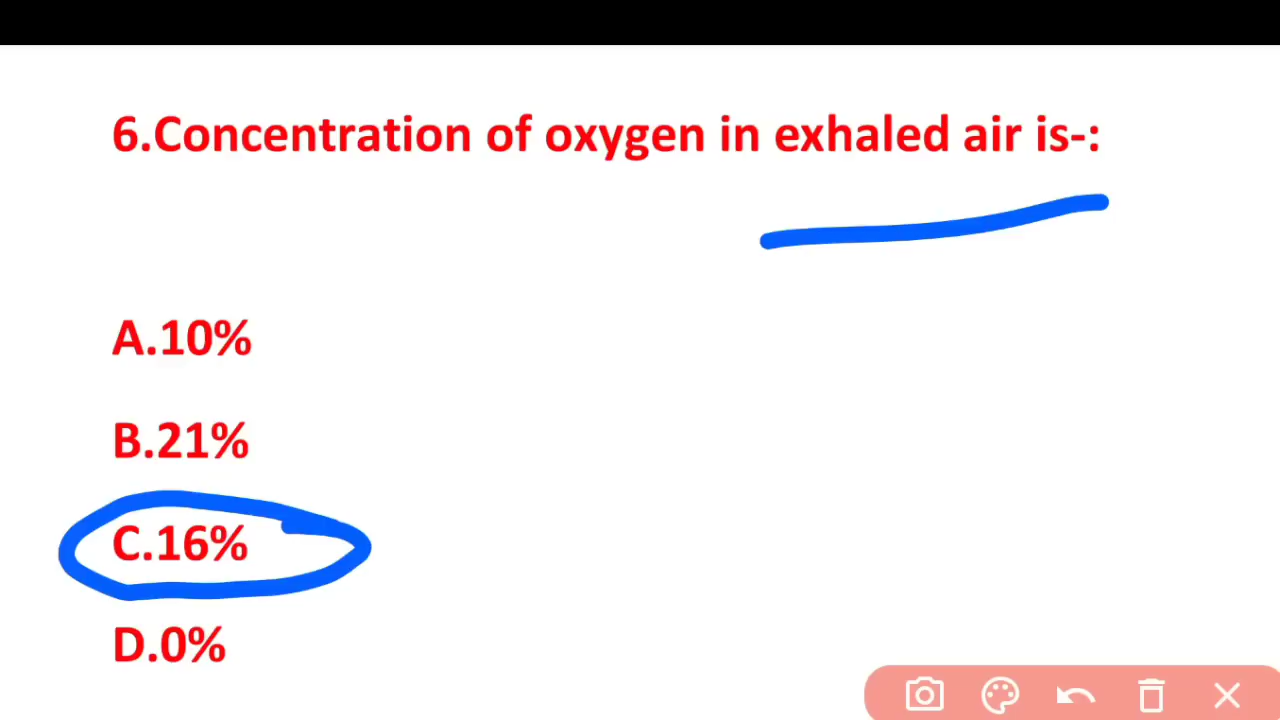 6.Concentration of oxygen in exhaled air is-:
A.10%
B.21%
C.16%
D.0%